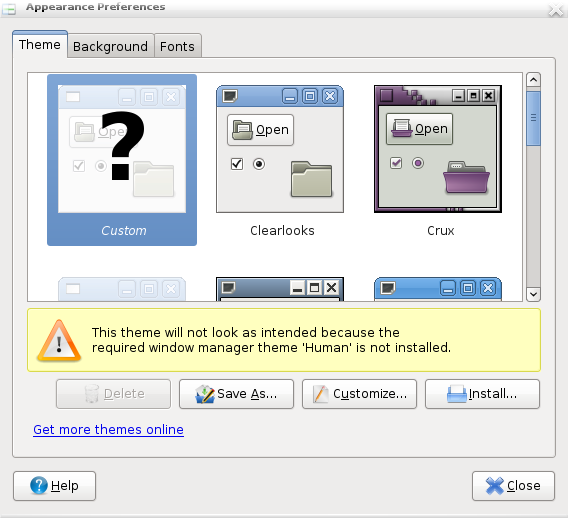 Appearance Preferences
Theme
Background
Fonts
Open
Open
Open
?
Custom
Clearlooks
Crux
This theme will not look as intended because the
required window manager theme 'Human' is not installed.
Delete
Save As...
Customize...
Install...
Get more themes online
Help
Close